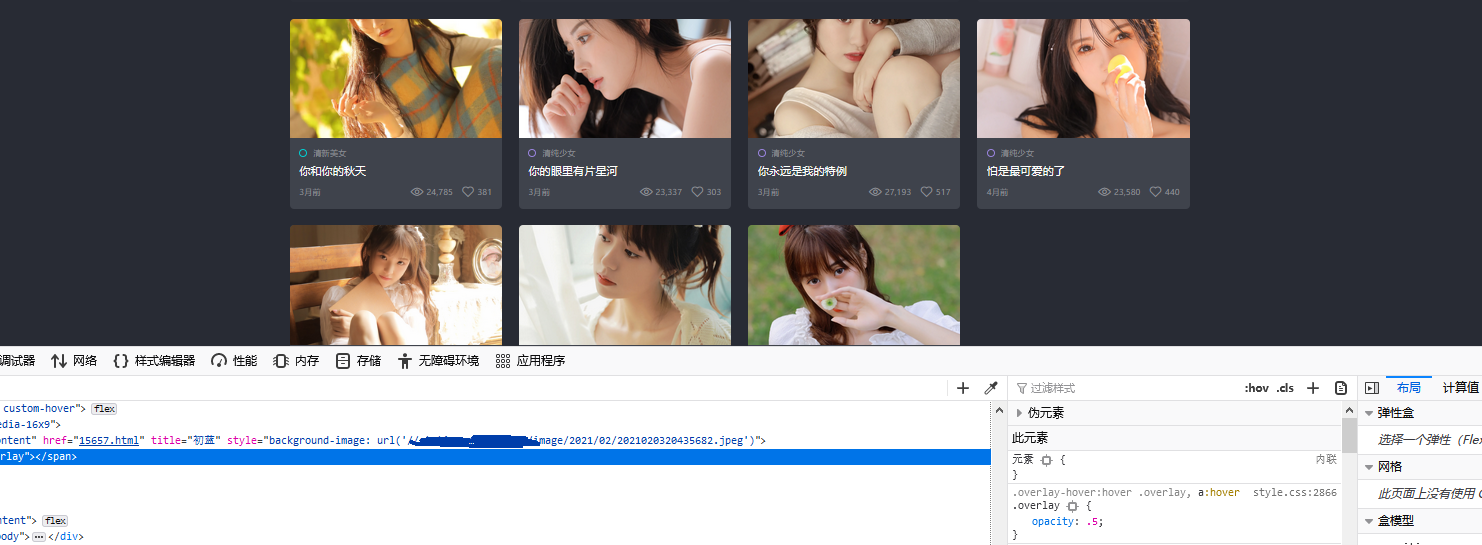 清新美女
你和你的秋天
3月前 24,785 381
清纯少女
你的眼里有片星河
3月前 23,337 303
清纯少女
你永远是我的特例
3月前 27,193 517
清纯少女
怕是最可爱的了
4月前 23,580 440
调试器 网络 {} 样式编辑器 性能 内存 存储 无障碍环境 应用程序
+ 过滤样式 :hov .cls + 布局 计算值
custom-hover"> flex
edia-16x9">
ontent" href="15657.html" title="初蓝" style="background-image: url('//
/image/2021/02/2021020320435682.jpeg')">
rlay"></span>
ntent"> flex
ody">⋯</div>
伪元素
此元素
元素 { 内联
}
.overlay-hover:hover .overlay, a:hover style.css:2866
.overlay {
opacity: .5;
}
弹性盒
选择一个弹性（Fle
网格
此页面上没有使用
盒模型